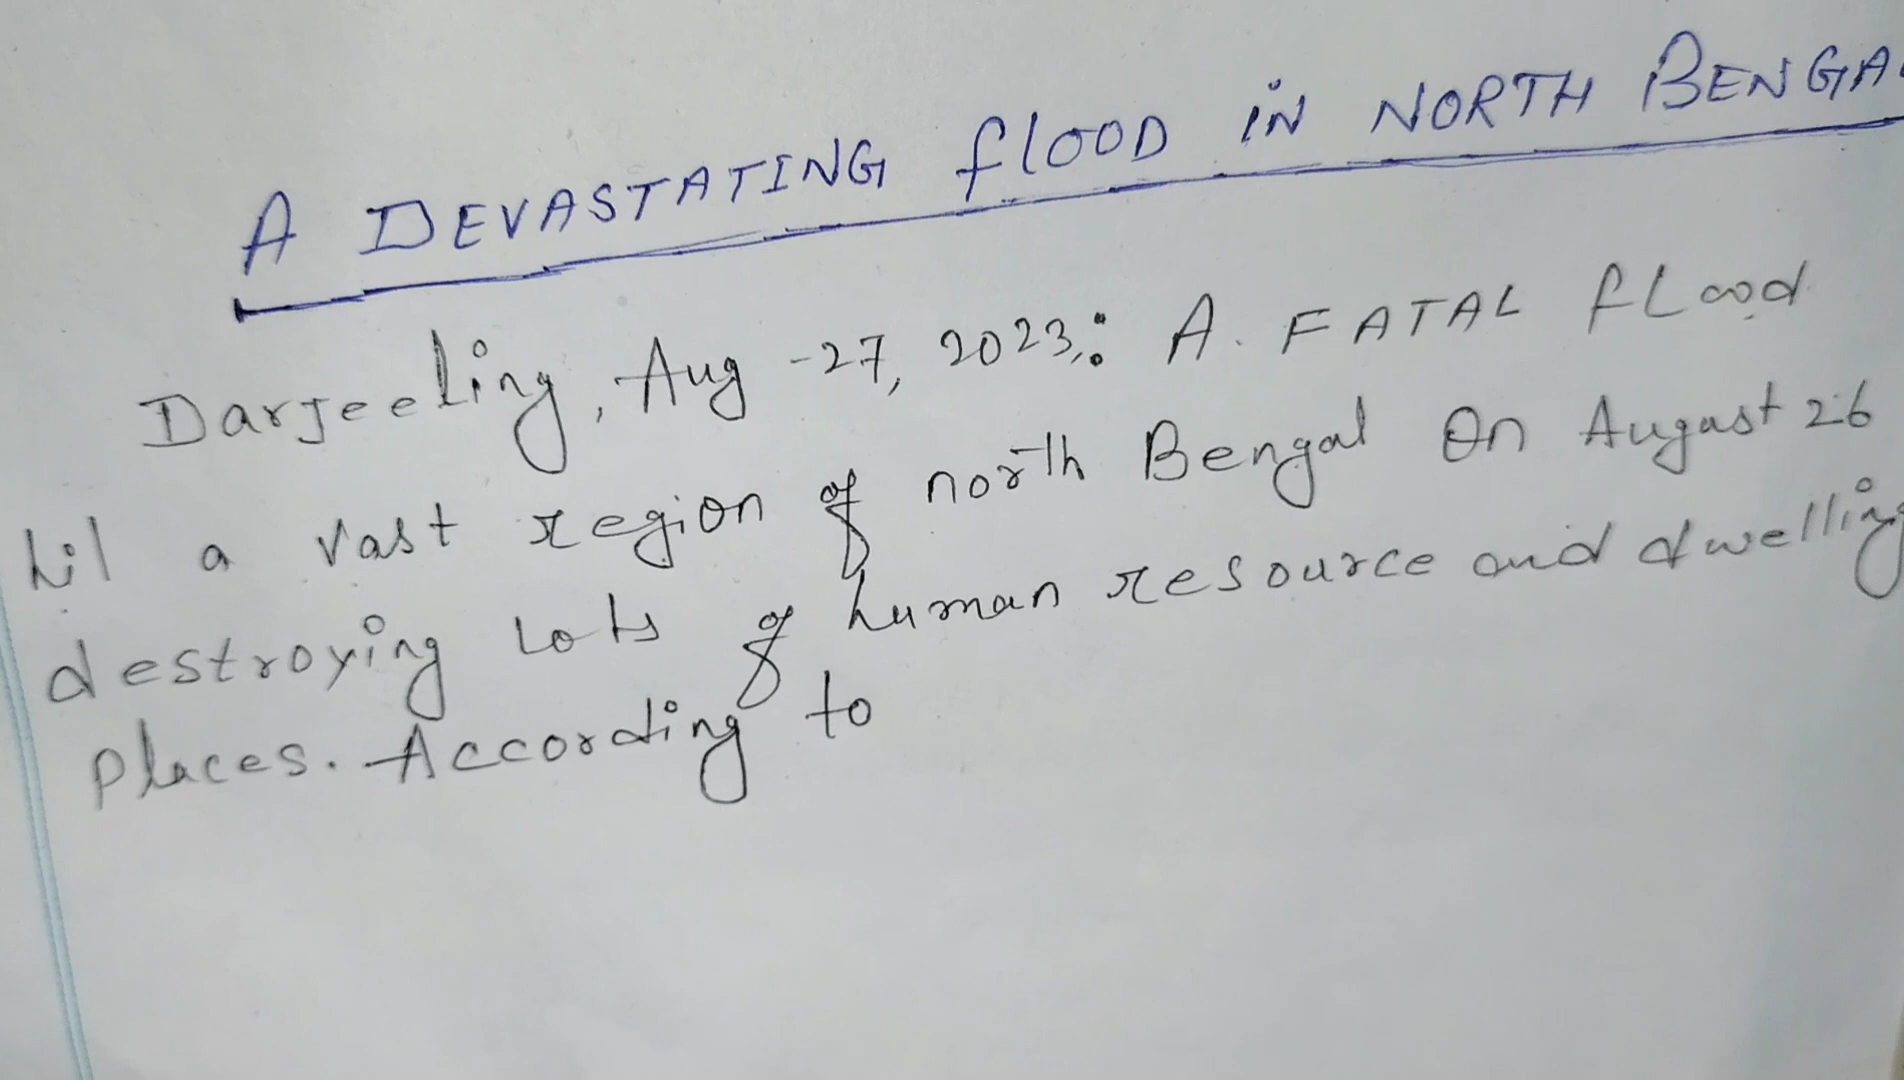 A DEVASTATING flOOD iN NORTH BENGA
Darjeeling, Aug -27, 2023,: A. FATAL fLood
hit a vast region of north Bengal On August 26
destroying lots of human resource and dwelling
places. According to